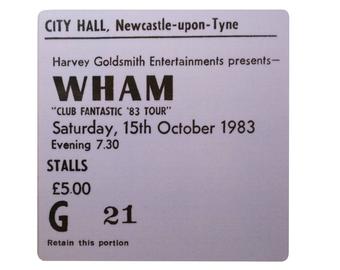 CITY HALL, Newcastle-upon-Tyne
Harvey Goldsmith Entertainments presents—
WHAM
"CLUB FANTASTIC '83 TOUR"
Saturday, 15th October 1983
Evening 7.30
STALLS
£5.00
G 21
Retain this portion